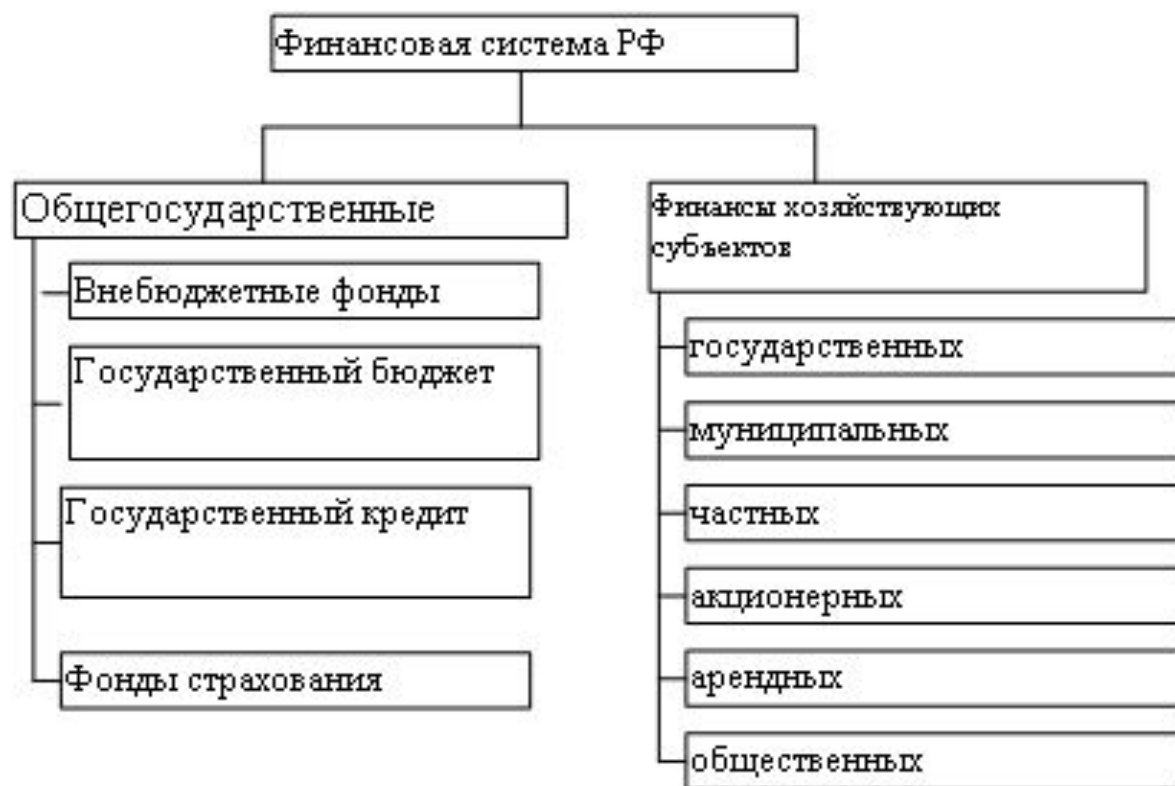 Финансовая система РФ
Общегосударственные
Внебюджетные фонды
Государственный бюджет
Государственный кредит
Фонды страхования
Финансы хозяйствующих
субъектов
государственных
муниципальных
частных
акционерных
арендных
общественных